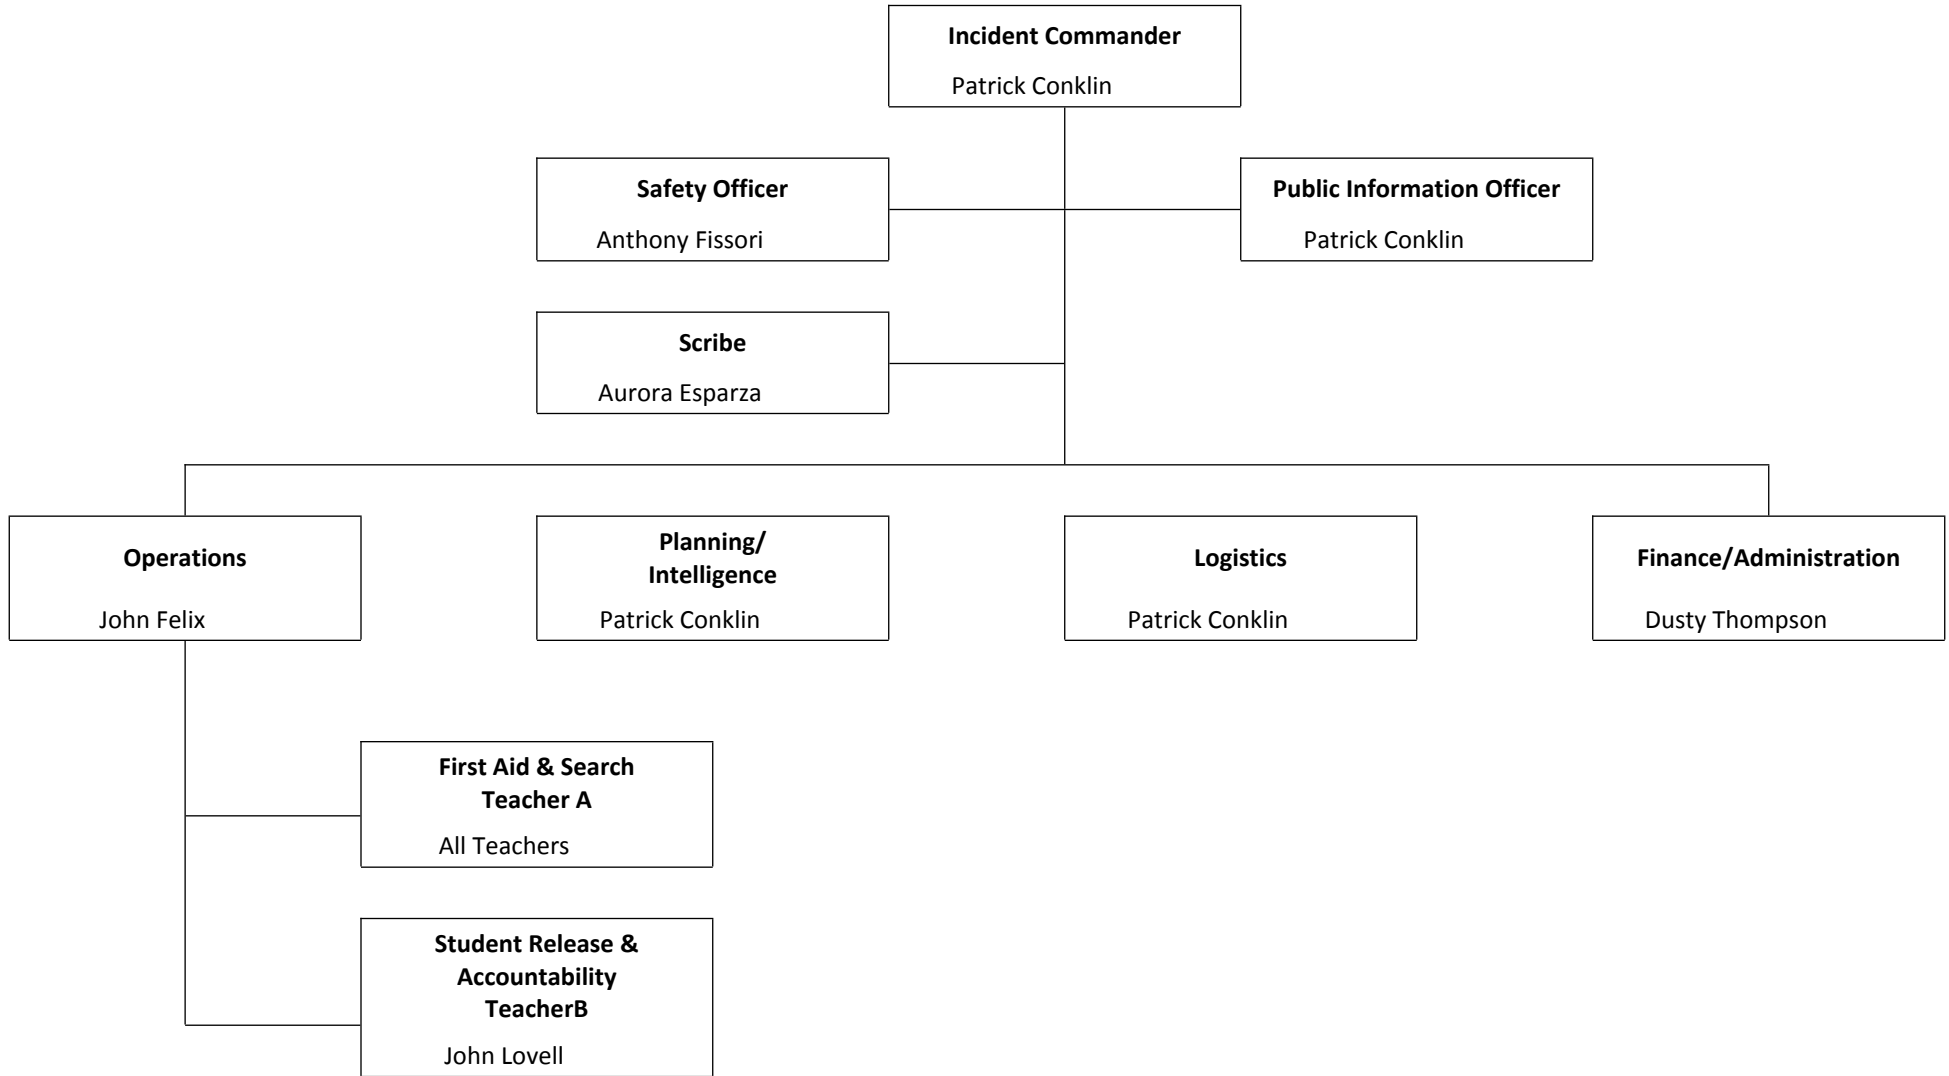 Incident Commander
Patrick Conklin
Safety Officer
Anthony Fissori
Public Information Officer
Patrick Conklin
Scribe
Aurora Esparza
Operations
John Felix
Planning/
Intelligence
Patrick Conklin
Logistics
Patrick Conklin
Finance/Administration
Dusty Thompson
First Aid & Search
Teacher A
All Teachers
Student Release &
Accountability
TeacherB
John Lovell